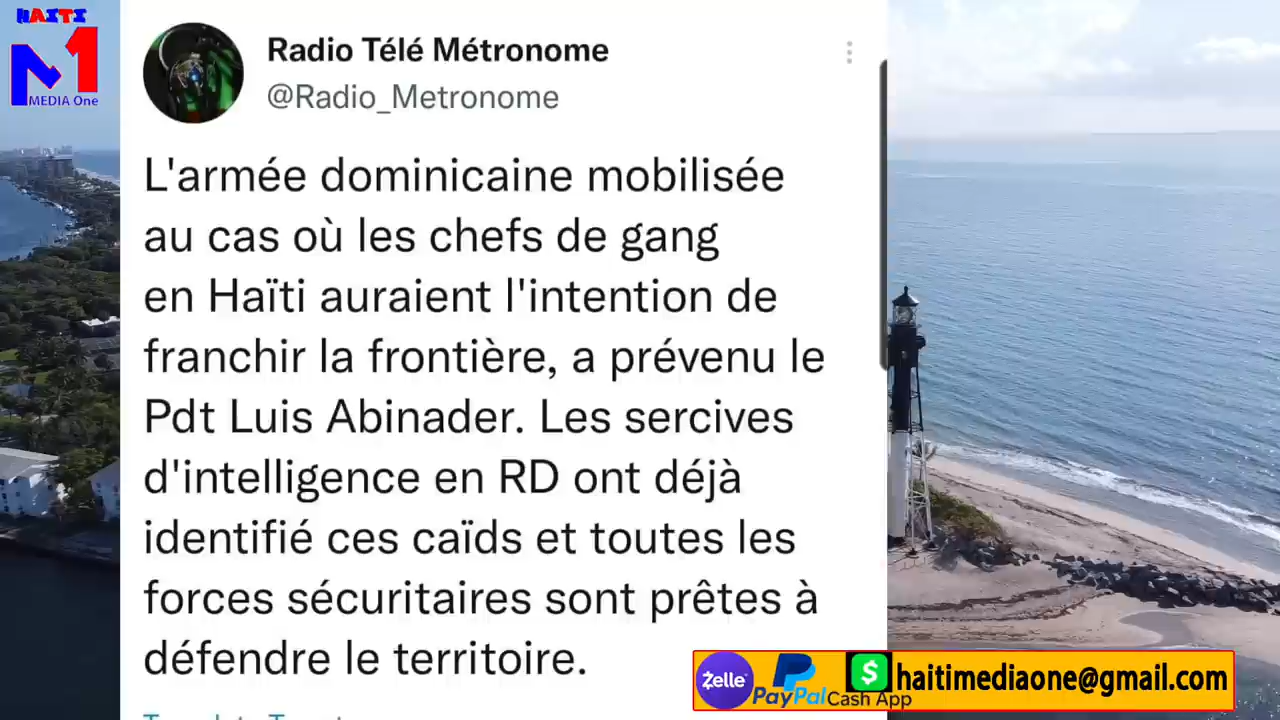 HAITI
M1
MEDIA One
Radio Télé Métronome
@Radio_Metronome
L'armée dominicaine mobilisée
au cas où les chefs de gang
en Haïti auraient l'intention de
franchir la frontière, a prévenu le
Pdt Luis Abinader. Les sercives
d'intelligence en RD ont déjà
identifié ces caïds et toutes les
forces sécuritaires sont prêtes à
défendre le territoire.
Zelle
PayPal
$
Cash App
haitimediaone@gmail.com